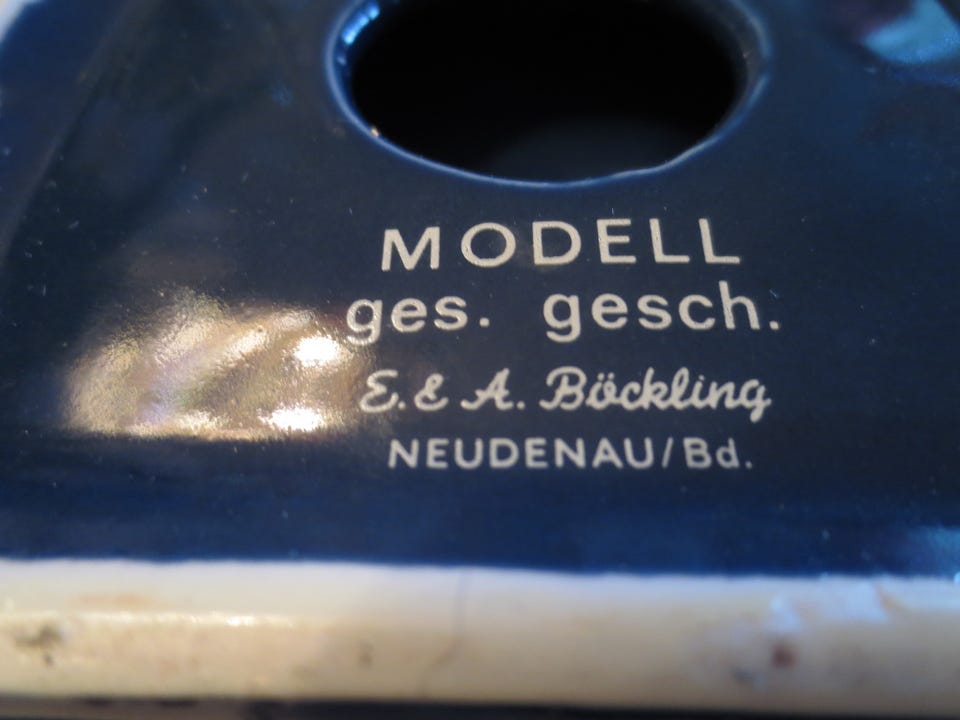 MODELL
ges. gesch.
E. & A. Böckling
NEUDENAU/Bd.